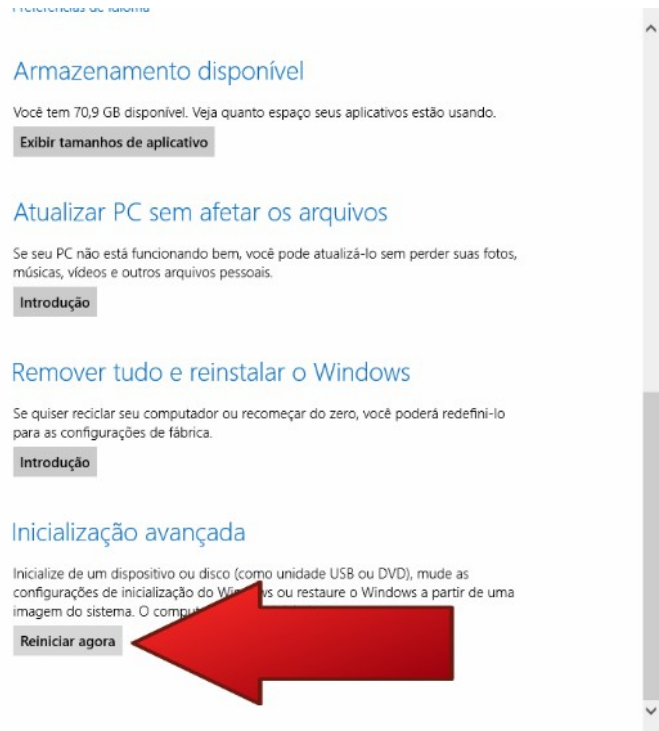 Preferências de idioma
Armazenamento disponível
Você tem 70,9 GB disponível. Veja quanto espaço seus aplicativos estão usando.
Exibir tamanhos de aplicativo
Atualizar PC sem afetar os arquivos
Se seu PC não está funcionando bem, você pode atualizá-lo sem perder suas fotos,
músicas, vídeos e outros arquivos pessoais.
Introdução
Remover tudo e reinstalar o Windows
Se quiser reciclar seu computador ou recomeçar do zero, você poderá redefini-lo
para as configurações de fábrica.
Introdução
Inicialização avançada
Inicialize de um dispositivo ou disco (como unidade USB ou DVD), mude as
configurações de inicialização do Windows ou restaure o Windows a partir de uma
imagem do sistema. O
Reiniciar agora